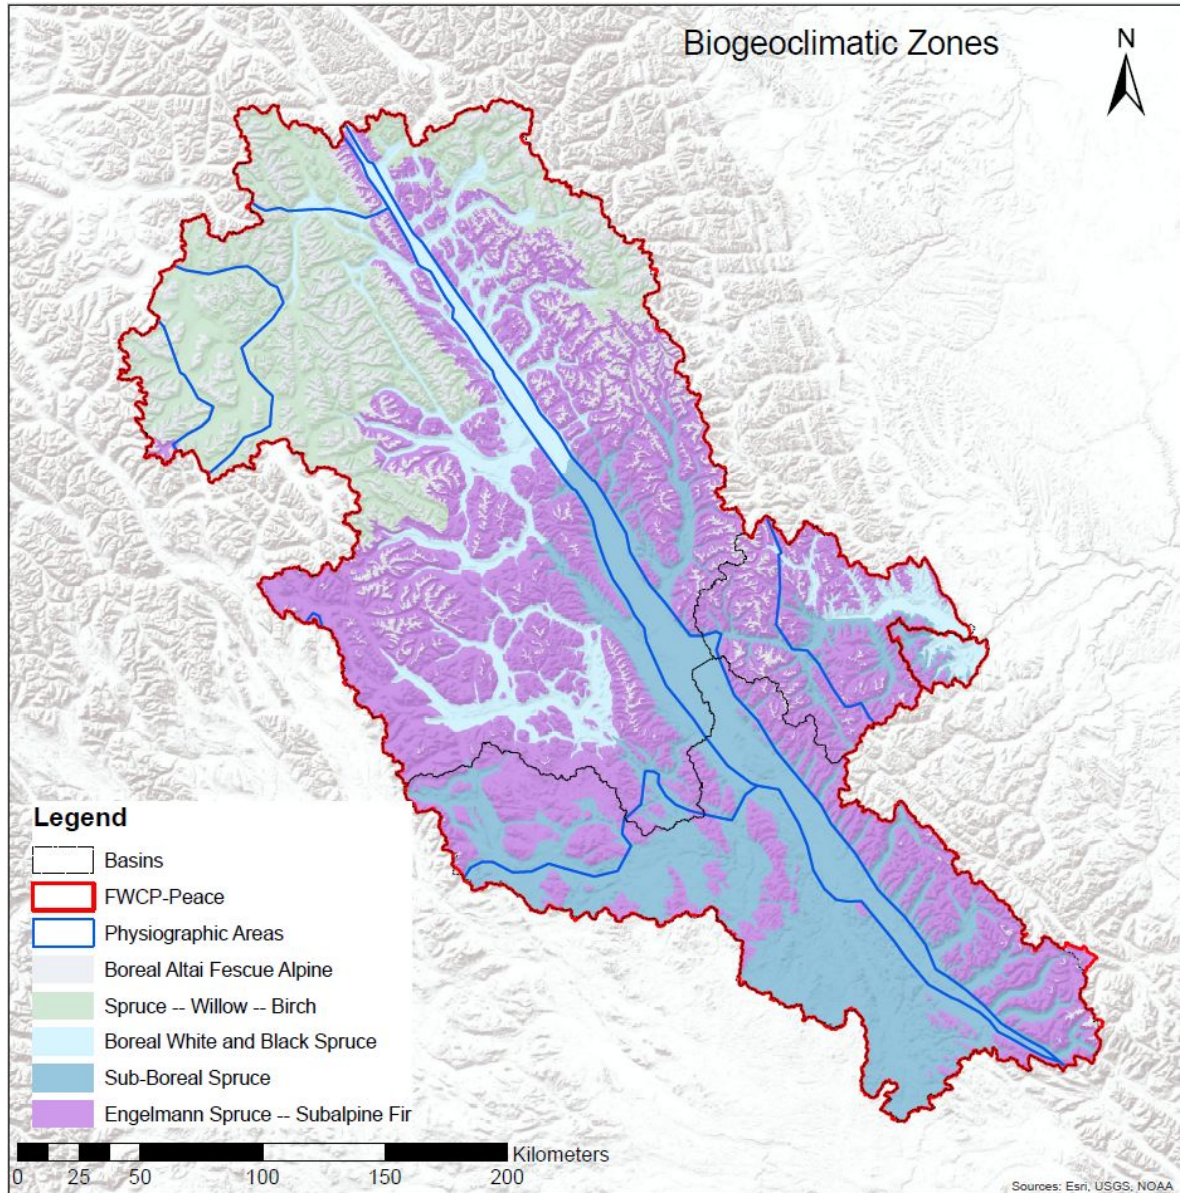 Biogeoclimatic Zones
N
Legend
Basins
FWCP-Peace
Physiographic Areas
Boreal Altai Fescue Alpine
Spruce -- Willow -- Birch
Boreal White and Black Spruce
Sub-Boreal Spruce
Engelmann Spruce -- Subalpine Fir
Kilometers
0 25 50 100 150 200
Sources: Esri, USGS, NOAA